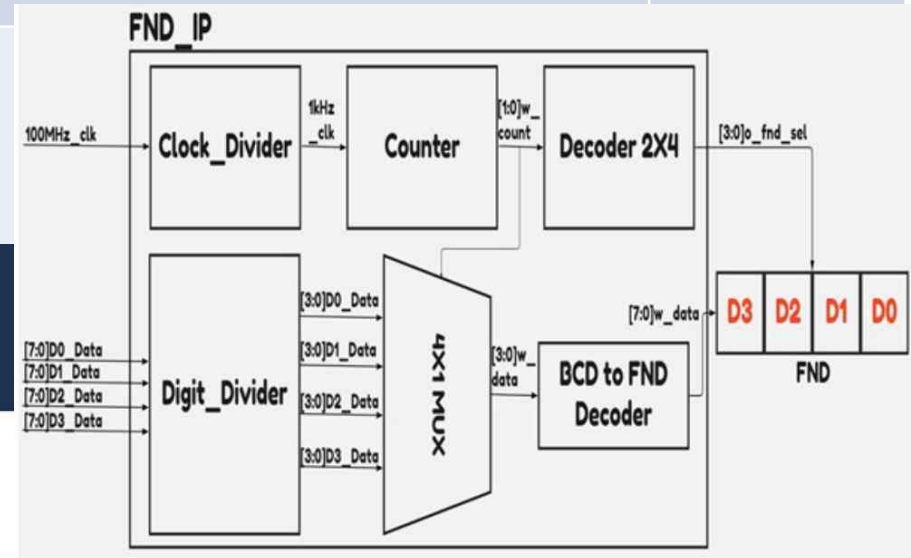 FND_IP
100MHz_clk
Clock_Divider
1kHz
_clk
Counter
[1:0]w_
count
Decoder 2X4
[3:0]o_fnd_sel
[7:0]D0_Data
[7:0]D1_Data
[7:0]D2_Data
[7:0]D3_Data
Digit_Divider
[3:0]D0_Data
[3:0]D1_Data
[3:0]D2_Data
[3:0]D3_Data
4X1 MUX
[3:0]w_
data
BCD to FND
Decoder
[7:0]w_data
D3 D2 D1 D0
FND